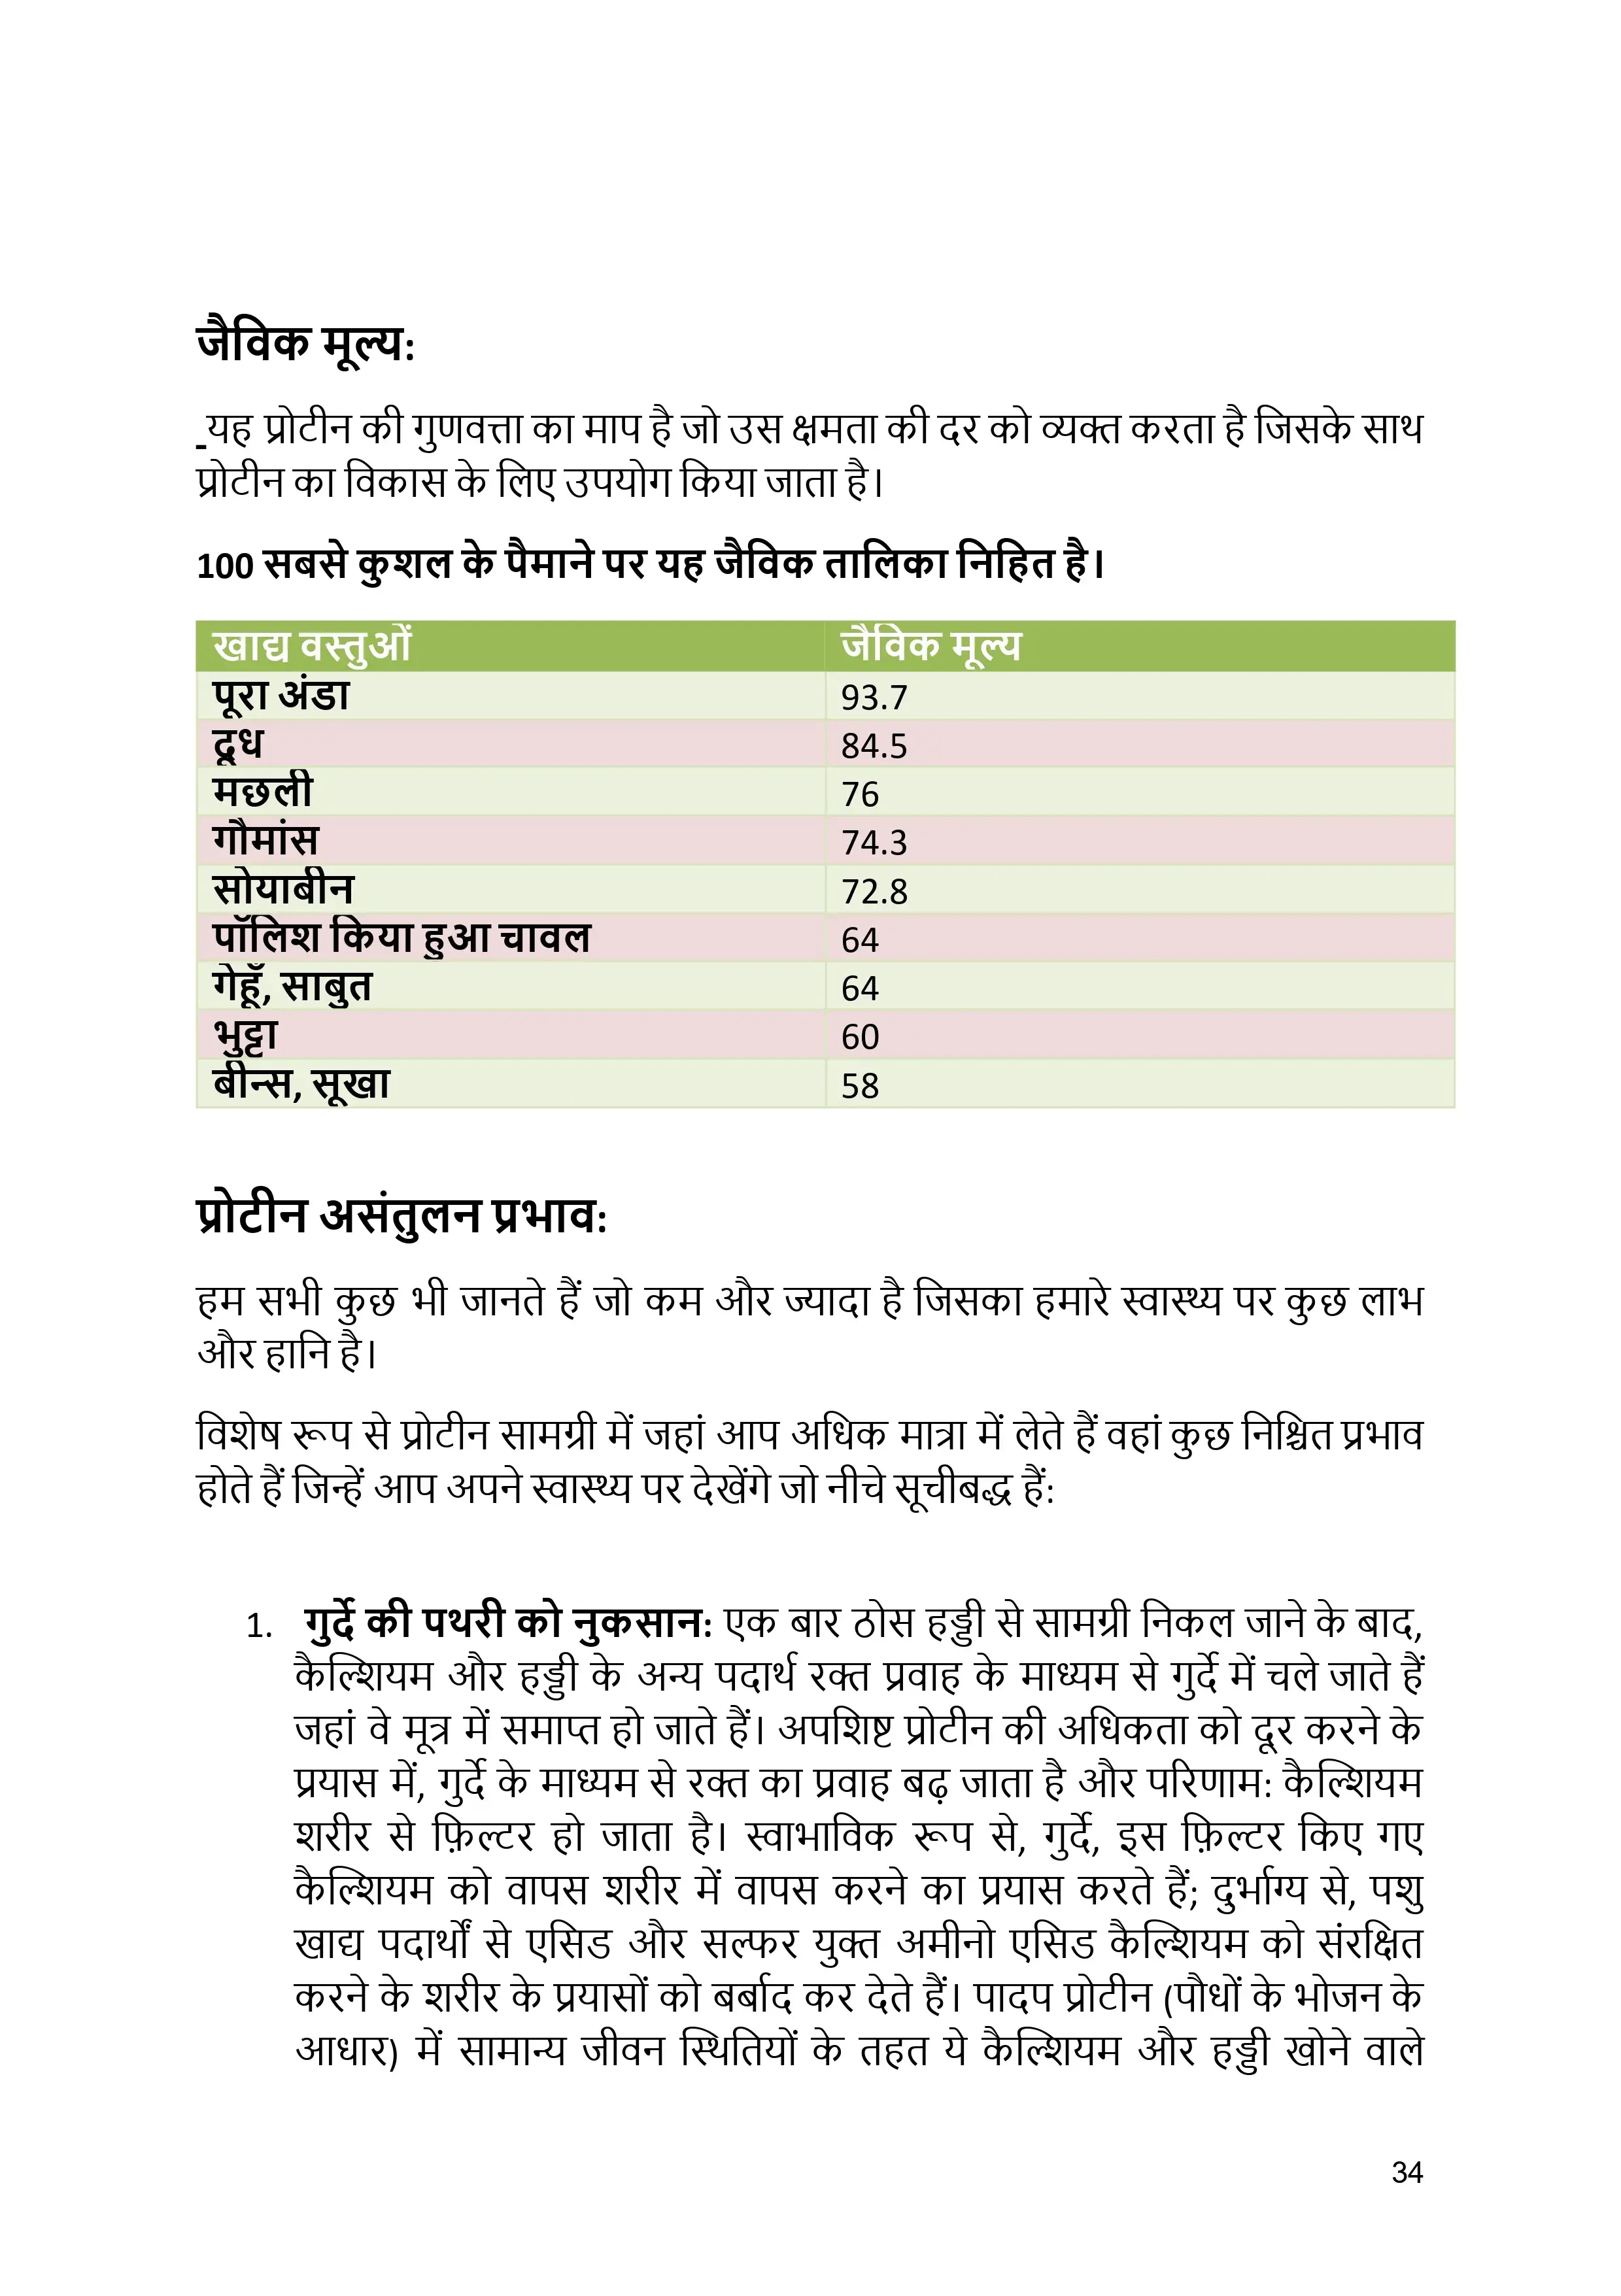 जैविक मूल्य:
_यह प्रोटीन की गुणवत्ता का माप है जो उस क्षमता की दर को व्यक्त करता है जिसके साथ
प्रोटीन का विकास के लिए उपयोग किया जाता है।
100 सबसे कुशल के पैमाने पर यह जैविक तालिका निहित है।
खाद्य वस्तुओं जैविक मूल्य
पूरा अंडा 93.7
दूध 84.5
मछली 76
गौमांस 74.3
सोयाबीन 72.8
पॉलिश किया हुआ चावल 64
गेहूँ, साबुत 64
भुट्टा 60
बीन्स, सूखा 58
प्रोटीन असंतुलन प्रभाव:
हम सभी कुछ भी जानते हैं जो कम और ज्यादा है जिसका हमारे स्वास्थ्य पर कुछ लाभ
और हानि है।
विशेष रूप से प्रोटीन सामग्री में जहां आप अधिक मात्रा में लेते हैं वहां कुछ निश्चित प्रभाव
होते हैं जिन्हें आप अपने स्वास्थ्य पर देखेंगे जो नीचे सूचीबद्ध हैं:
1. गुर्दे की पथरी को नुकसान: एक बार ठोस हड्डी से सामग्री निकल जाने के बाद,
कैल्शियम और हड्डी के अन्य पदार्थ रक्त प्रवाह के माध्यम से गुर्दे में चले जाते हैं
जहां वे मूत्र में समाप्त हो जाते हैं। अपशिष्ट प्रोटीन की अधिकता को दूर करने के
प्रयास में, गुर्दे के माध्यम से रक्त का प्रवाह बढ़ जाता है और परिणाम: कैल्शियम
शरीर से फ़िल्टर हो जाता है। स्वाभाविक रूप से, गुर्दे, इस फ़िल्टर किए गए
कैल्शियम को वापस शरीर में वापस करने का प्रयास करते हैं; दुर्भाग्य से, पशु
खाद्य पदार्थों से एसिड और सल्फर युक्त अमीनो एसिड कैल्शियम को संरक्षित
करने के शरीर के प्रयासों को बर्बाद कर देते हैं। पादप प्रोटीन (पौधों के भोजन के
आधार) में सामान्य जीवन स्थितियों के तहत ये कैल्शियम और हड्डी खोने वाले
34